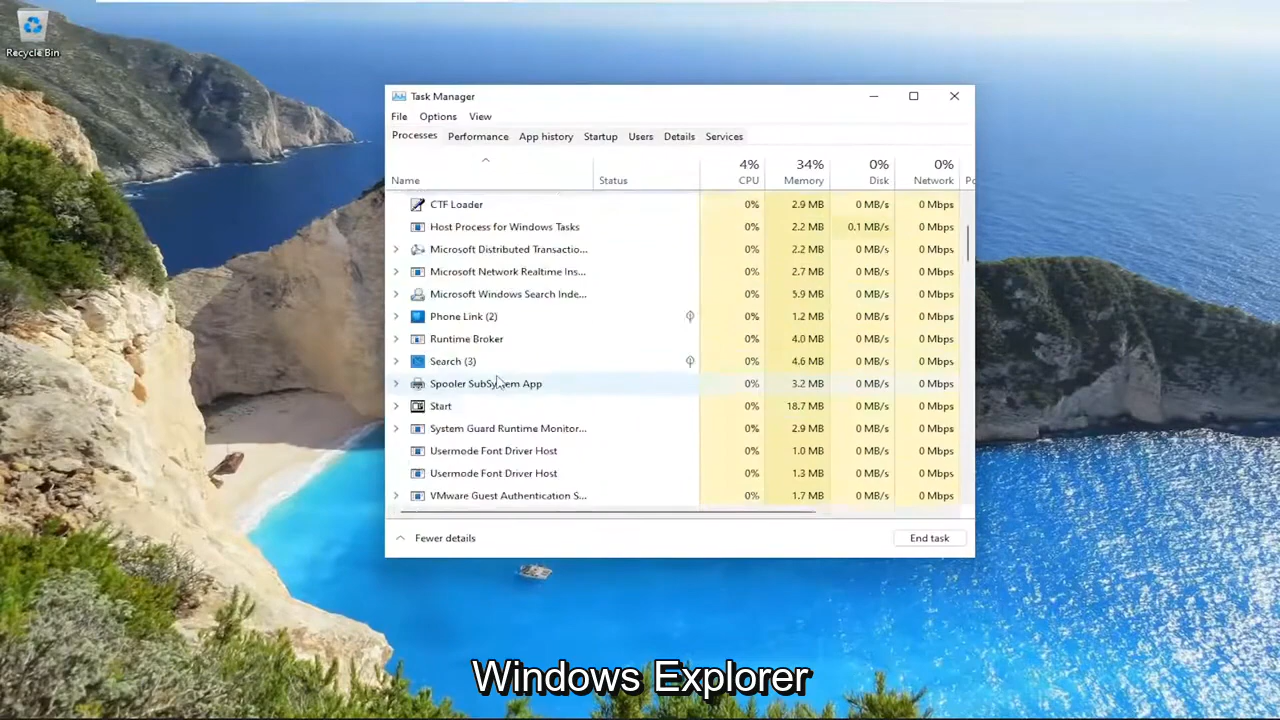 Recycle Bin
Task Manager
File Options View
Processes Performance App history Startup Users Details Services
4% 34% 0% 0%
Name Status CPU Memory Disk Network Po
CTF Loader 0% 2.9 MB 0 MB/s 0 Mbps
Host Process for Windows Tasks 0% 2.2 MB 0.1 MB/s 0 Mbps
Microsoft Distributed Transactio... 0% 2.2 MB 0 MB/s 0 Mbps
Microsoft Network Realtime Ins... 0% 2.7 MB 0 MB/s 0 Mbps
Microsoft Windows Search Inde... 0% 5.9 MB 0 MB/s 0 Mbps
Phone Link (2) 0% 1.2 MB 0 MB/s 0 Mbps
Runtime Broker 0% 4.0 MB 0 MB/s 0 Mbps
Search (3) 0% 4.6 MB 0 MB/s 0 Mbps
Spooler SubSystem App 0% 3.2 MB 0 MB/s 0 Mbps
Start 0% 18.7 MB 0 MB/s 0 Mbps
System Guard Runtime Monitor... 0% 2.9 MB 0 MB/s 0 Mbps
Usermode Font Driver Host 0% 1.0 MB 0 MB/s 0 Mbps
Usermode Font Driver Host 0% 1.3 MB 0 MB/s 0 Mbps
VMware Guest Authentication S... 0% 1.7 MB 0 MB/s 0 Mbps
Fewer details End task
Windows Explorer